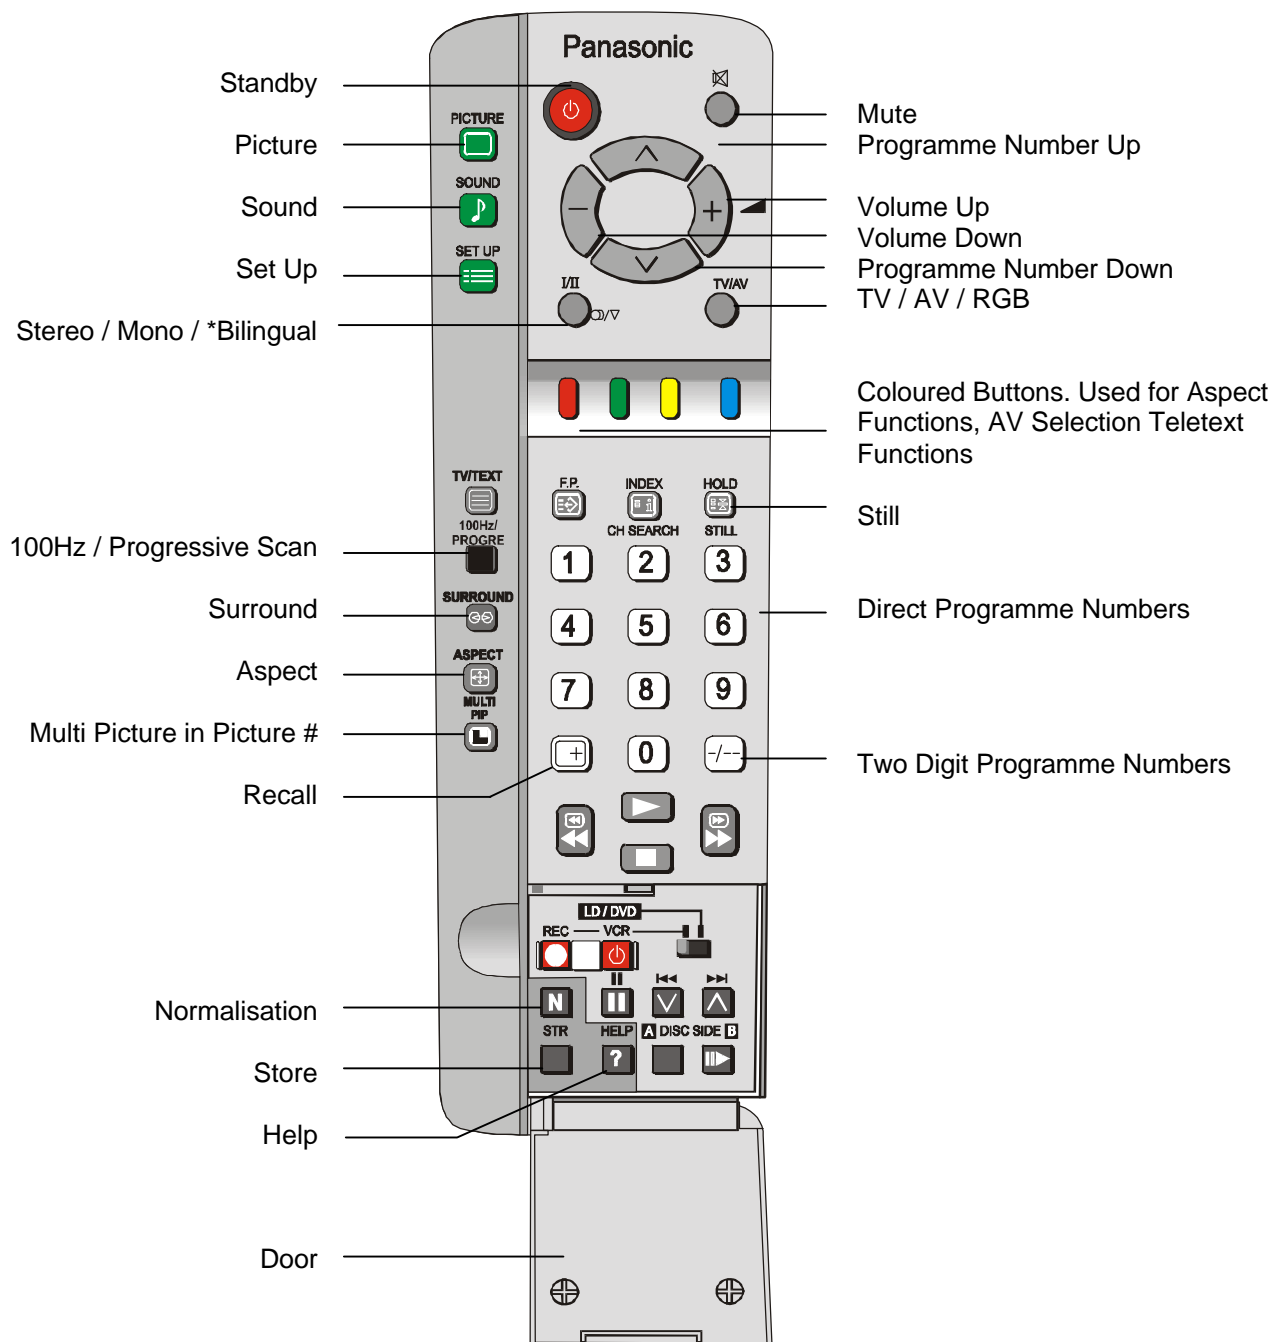 Panasonic
Standby
Mute
PICTURE
Picture
Programme Number Up
SOUND
Sound
Volume Up
Volume Down
SET UP
Set Up
Programme Number Down
I/II
TV/AV
TV / AV / RGB
Stereo / Mono / *Bilingual
Coloured Buttons. Used for Aspect
Functions, AV Selection Teletext
Functions
TV/TEXT
F.P.
INDEX
HOLD
Still
100Hz/
PROGRE
CH SEARCH
STILL
100Hz / Progressive Scan
1
2
3
SURROUND
Surround
Direct Programme Numbers
4
5
6
ASPECT
Aspect
7
8
9
MULTI
PIP
Multi Picture in Picture #
0
-/--
Two Digit Programme Numbers
Recall
LD / DVD
REC
VCR
N
Normalisation
STR
HELP
A DISC SIDE B
?
Store
Help
Door